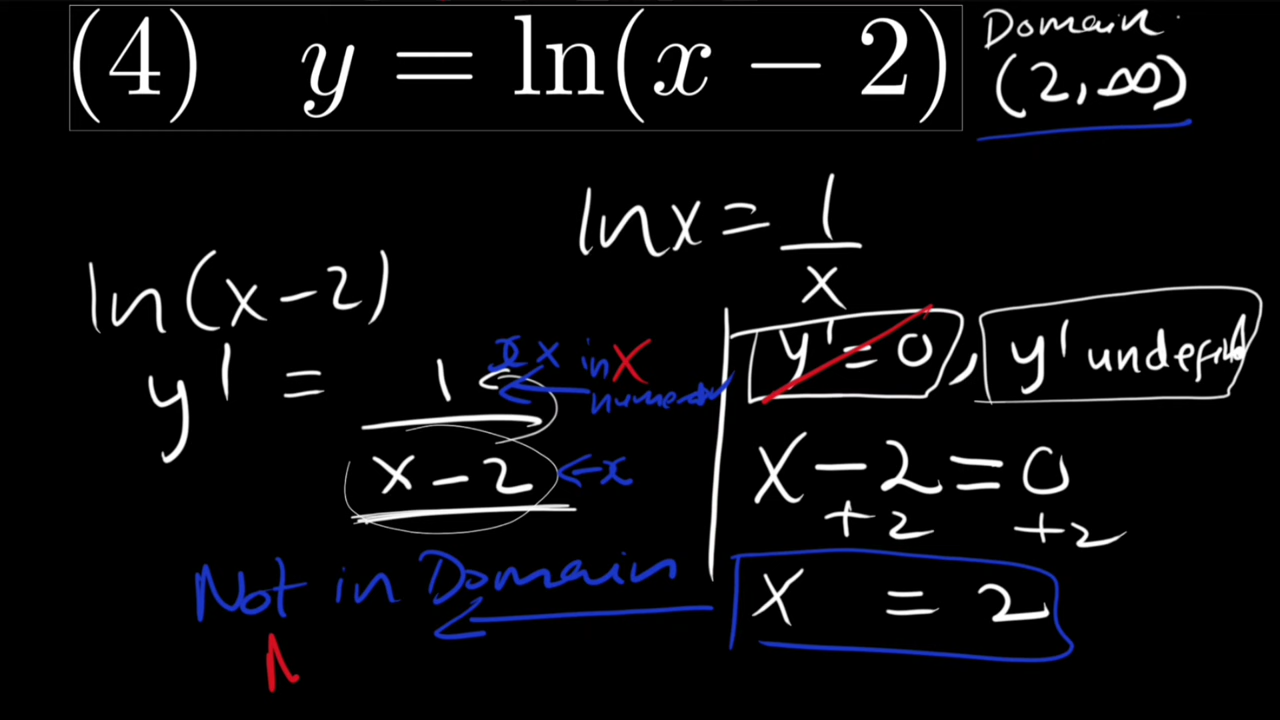 (4) y = ln(x − 2)
Domain
(2, ∞)
ln x = 1/x
ln(x−2)
y' = 1/(x−2)
x in X
← x
y' = 0, y' undefined
x − 2 = 0
+2 +2
x = 2
Not in Domain